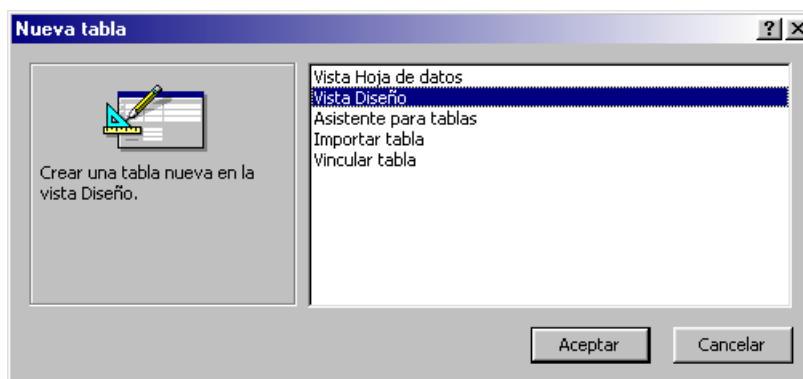 Nueva tabla
Crear una tabla nueva en la
vista Diseño.
Vista Hoja de datos
Vista Diseño
Asistente para tablas
Importar tabla
Vincular tabla
Aceptar
Cancelar